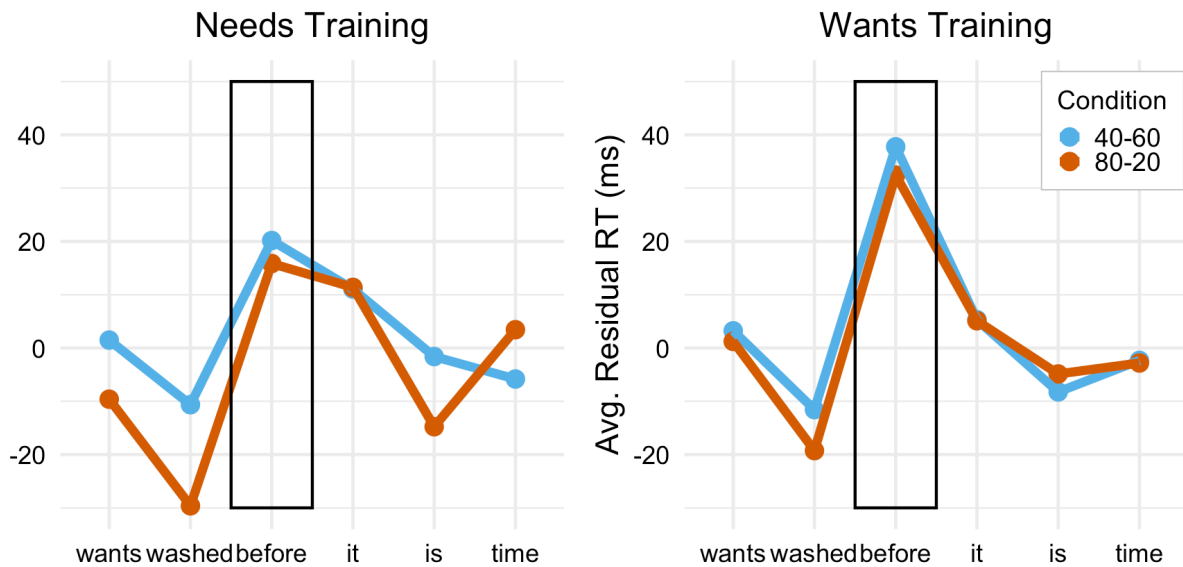 Needs Training
40
20
0
-20
wants washed before it is time
Wants Training
Avg. Residual RT (ms)
40
20
0
-20
wants washed before it is time
Condition
40-60
80-20